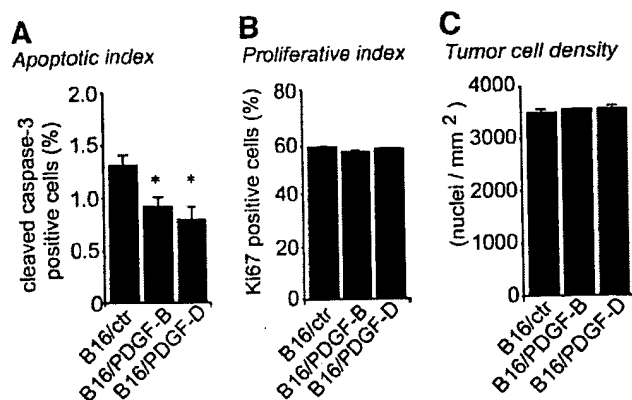 A
Apoptotic index
cleaved caspase-3
positive cells (%)
2.0
1.5
1.0
0.5
0
* *
B16/ctr
B16/PDGF-B
B16/PDGF-D
B
Proliferative index
Ki67 positive cells (%)
80
60
40
20
0
B16/ctr
B16/PDGF-B
B16/PDGF-D
C
Tumor cell density
(nuclei / mm²)
4000
3000
2000
1000
0
B16/ctr
B16/PDGF-B
B16/PDGF-D